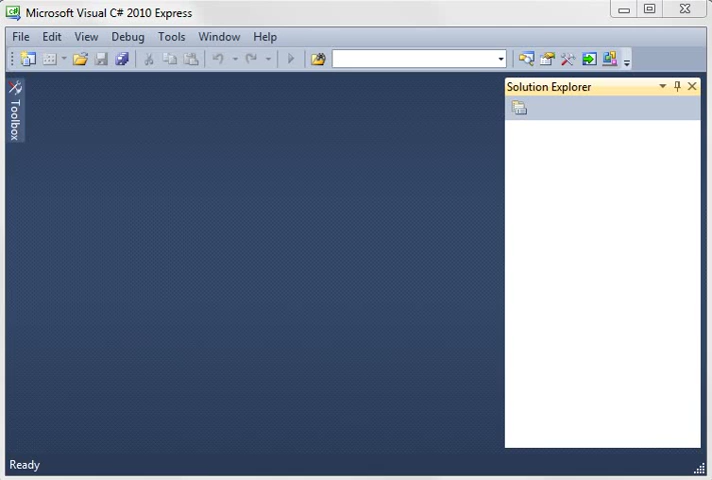 Microsoft Visual C# 2010 Express
File Edit View Debug Tools Window Help
Solution Explorer
Toolbox
Ready